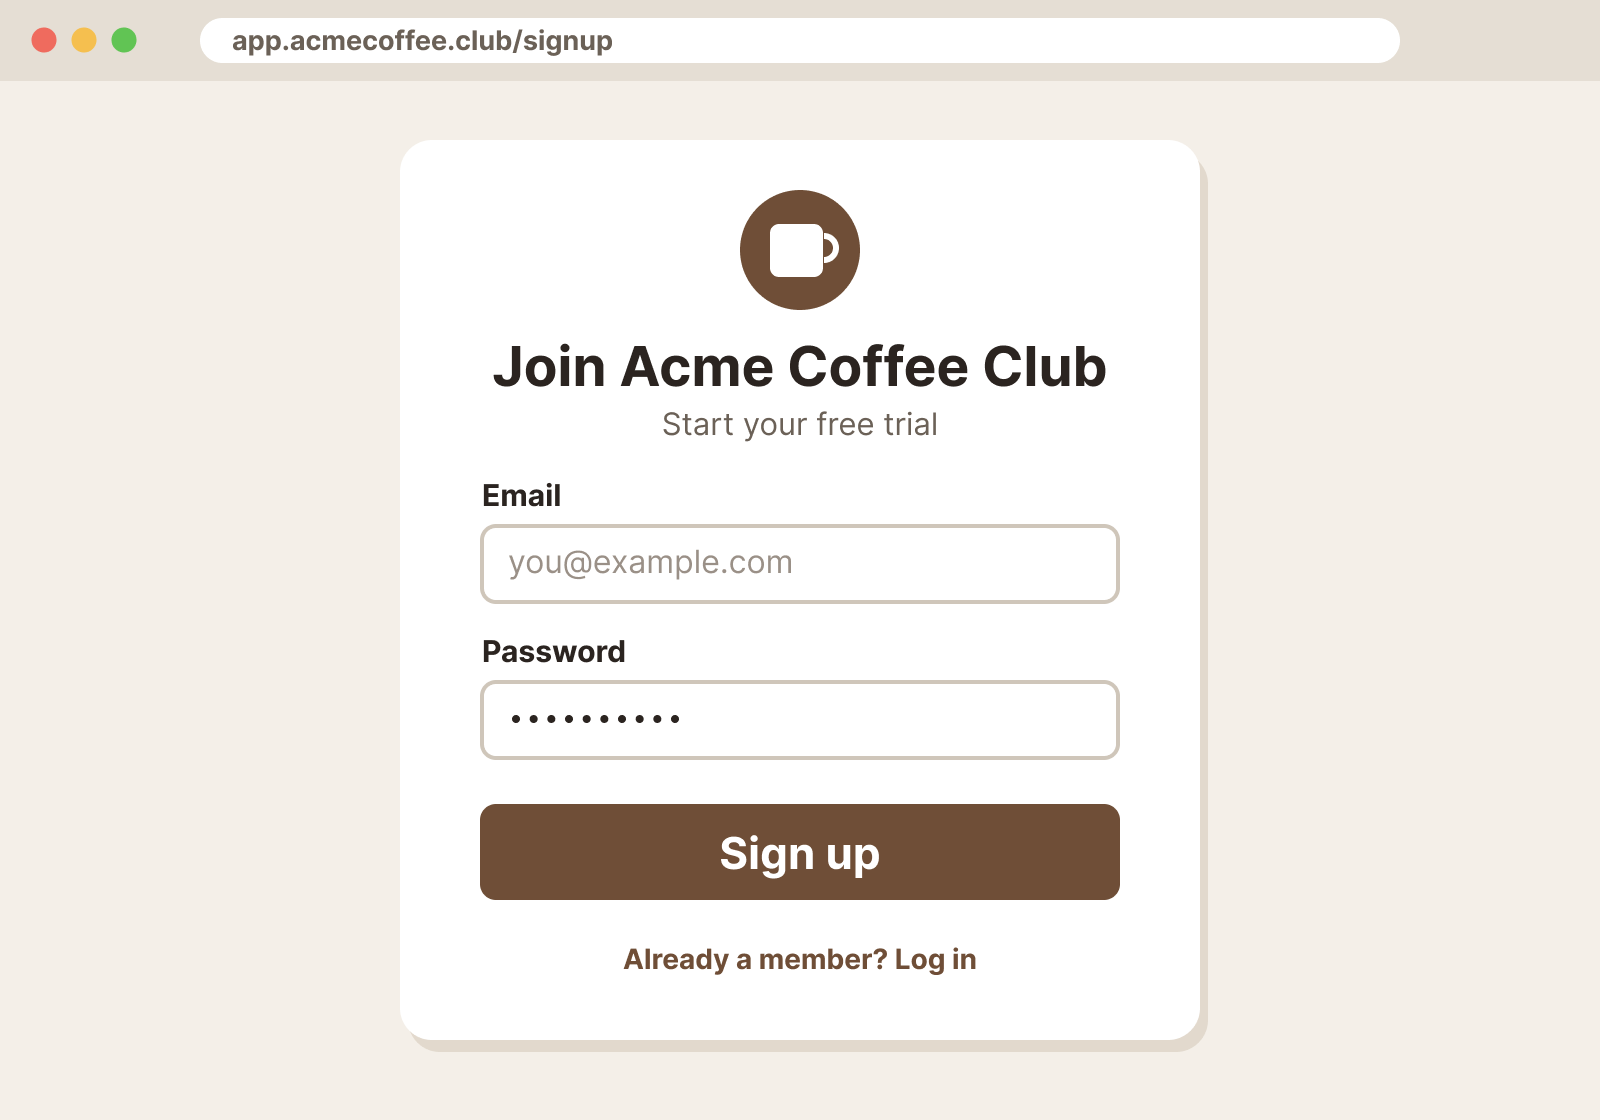 app.acmecoffee.club/signup
Join Acme Coffee Club
Start your free trial
Email
you@example.com
Password
••••••••••
Sign up
Already a member? Log in